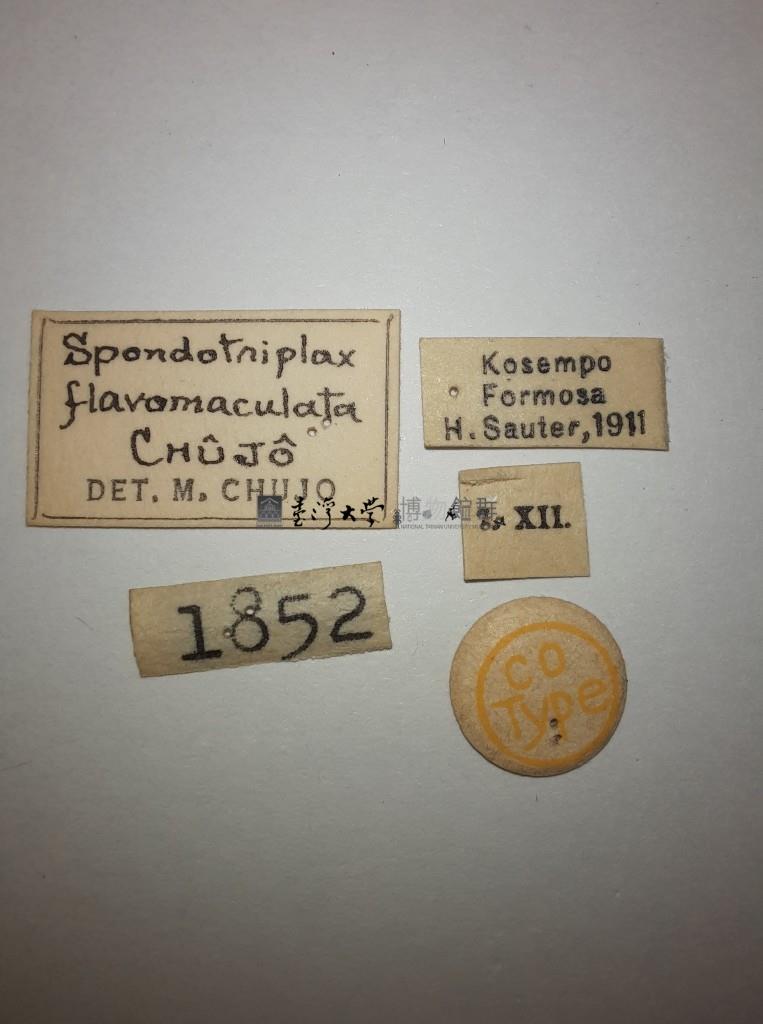 Spondotriplax
flavomaculata
CHÛJÔ
DET. M. CHUJO
Kosempo
Formosa
H. Sauter, 1911
XII.
1852
CO
Type
臺灣大學 博物館群